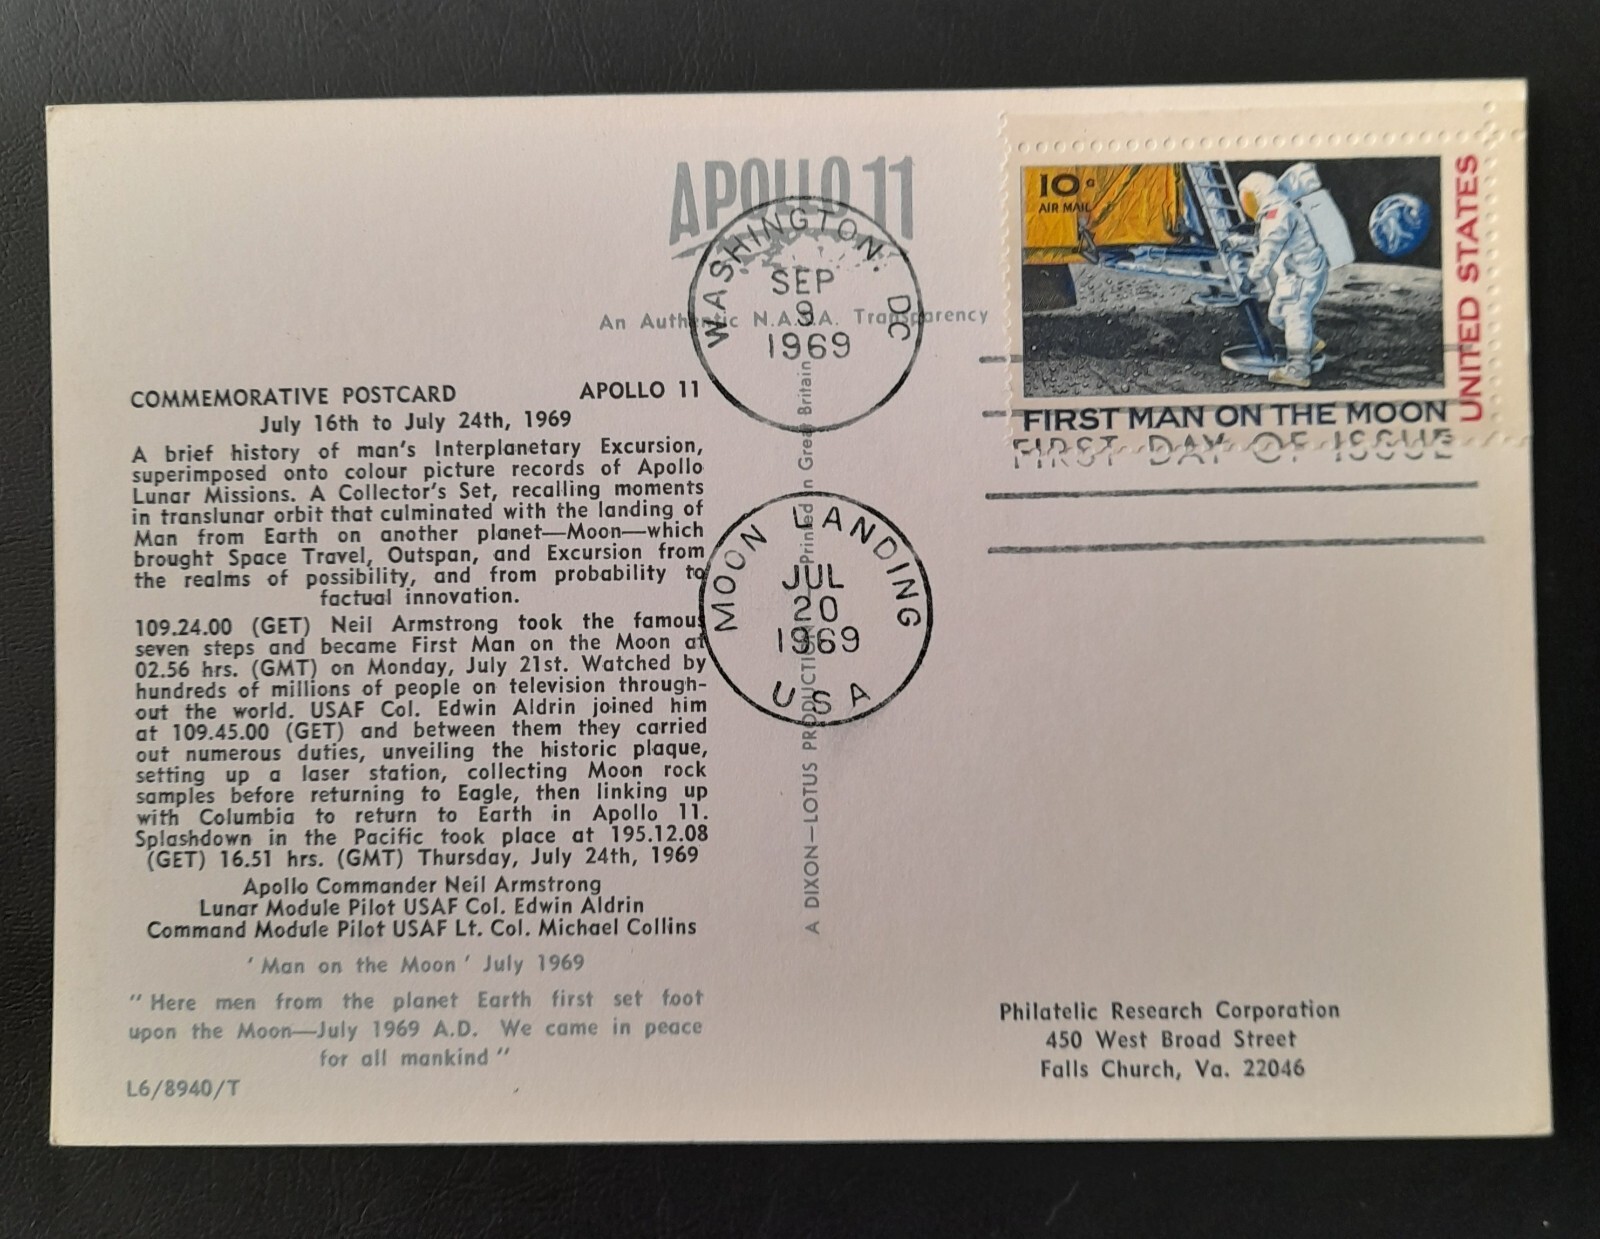 APOLLO 11
An Authentic N.A.S.A. Transparency
WASHINGTON. DC
SEP
9
1969
10c
AIR MAIL
UNITED STATES
FIRST MAN ON THE MOON
FIRST DAY OF ISSUE
COMMEMORATIVE POSTCARD APOLLO 11
July 16th to July 24th, 1969
A brief history of man's Interplanetary Excursion,
superimposed onto colour picture records of Apollo
Lunar Missions. A Collector's Set, recalling moments
in translunar orbit that culminated with the landing of
Man from Earth on another planet—Moon—which
brought Space Travel, Outspan, and Excursion from
the realms of possibility, and from probability to
factual innovation.
109.24.00 (GET) Neil Armstrong took the famous
seven steps and became First Man on the Moon at
02.56 hrs. (GMT) on Monday, July 21st. Watched by
hundreds of millions of people on television through-
out the world. USAF Col. Edwin Aldrin joined him
at 109.45.00 (GET) and between them they carried
out numerous duties, unveiling the historic plaque,
setting up a laser station, collecting Moon rock
samples before returning to Eagle, then linking up
with Columbia to return to Earth in Apollo 11.
Splashdown in the Pacific took place at 195.12.08
(GET) 16.51 hrs. (GMT) Thursday, July 24th, 1969
Apollo Commander Neil Armstrong
Lunar Module Pilot USAF Col. Edwin Aldrin
Command Module Pilot USAF Lt. Col. Michael Collins
'Man on the Moon' July 1969
"Here men from the planet Earth first set foot
upon the Moon—July 1969 A.D. We came in peace
for all mankind"
L6/8940/T
MOON LANDING
JUL
20
1969
USA
A DIXON—LOTUS PRODUCTION Printed in Great Britain
Philatelic Research Corporation
450 West Broad Street
Falls Church, Va. 22046